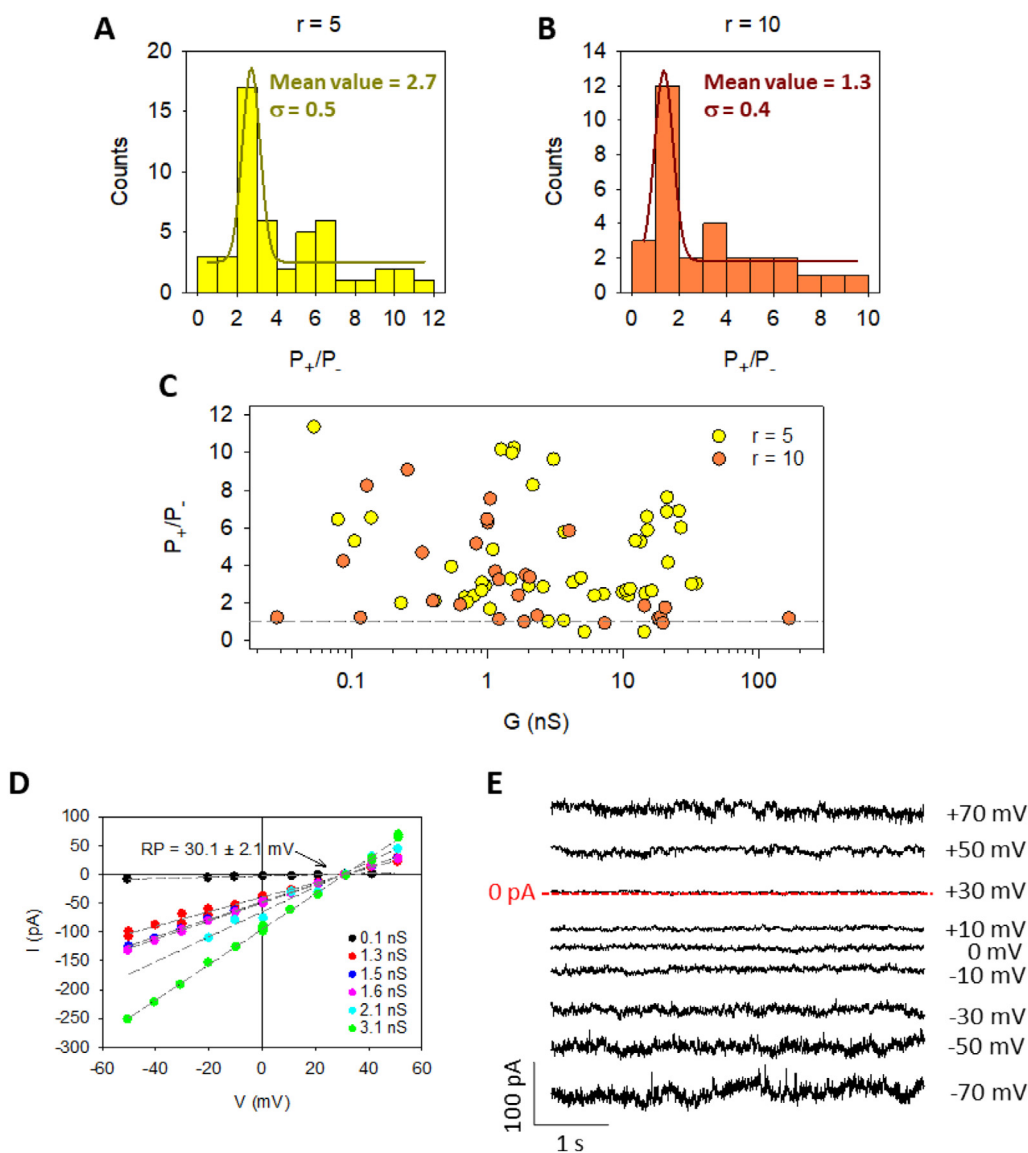 A
r = 5
20
15
10
5
0
Counts
Mean value = 2.7
σ = 0.5
0 2 4 6 8 10 12
P+/P-
B
r = 10
14
12
10
8
6
4
2
0
Counts
Mean value = 1.3
σ = 0.4
0 2 4 6 8 10
P+/P-
C
12
10
8
6
4
2
0
P+/P-
r = 5
r = 10
0.1 1 10 100
G (nS)
D
100
50
0
-50
-100
-150
-200
-250
-300
I (pA)
RP = 30.1 ± 2.1 mV
0.1 nS
1.3 nS
1.5 nS
1.6 nS
2.1 nS
3.1 nS
-60 -40 -20 0 20 40 60
V (mV)
E
+70 mV
+50 mV
0 pA
+30 mV
+10 mV
0 mV
-10 mV
-30 mV
-50 mV
-70 mV
100 pA
1 s